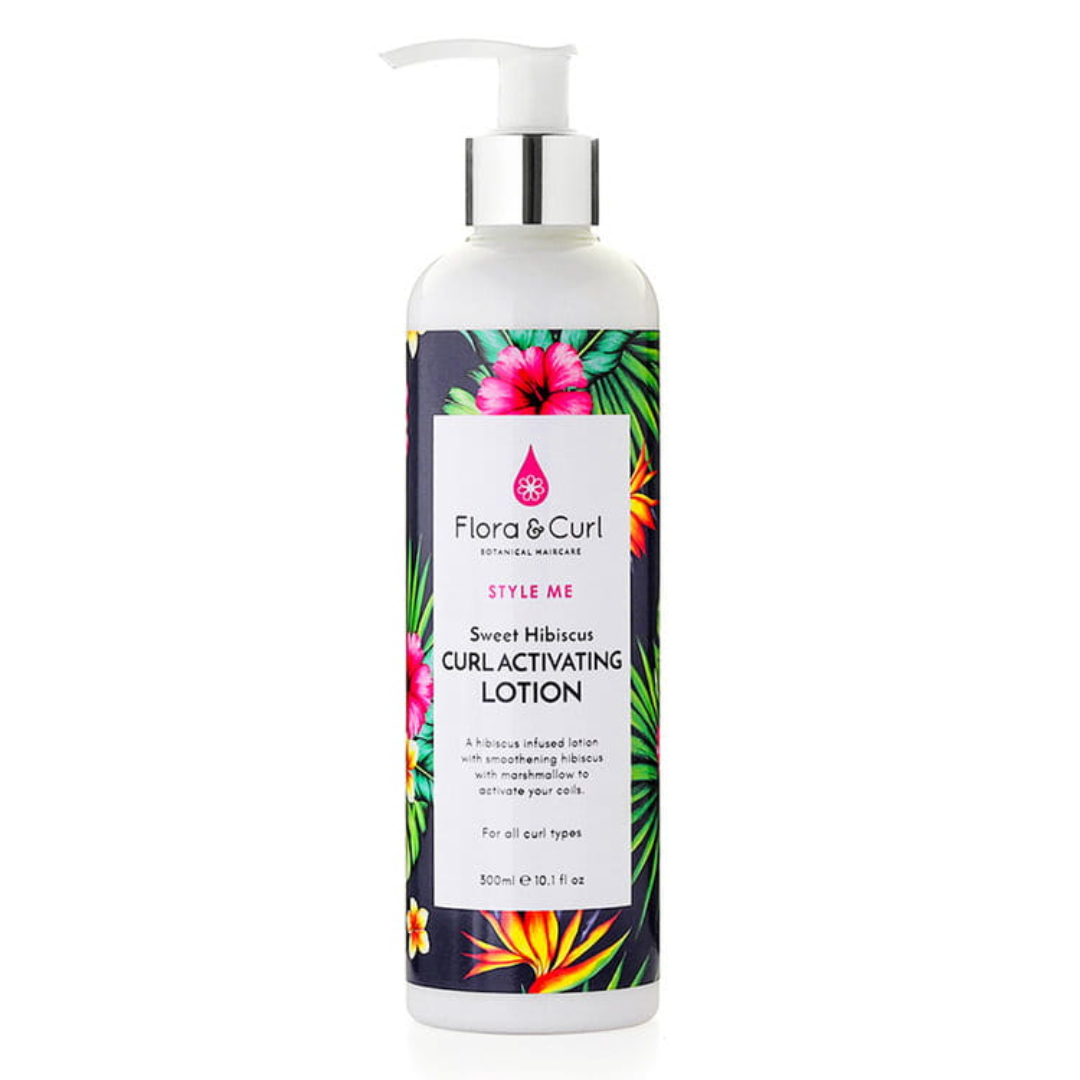 Flora & Curl
BOTANICAL HAIRCARE
STYLE ME
Sweet Hibiscus
CURL ACTIVATING
LOTION
A hibiscus infused lotion
with smoothening hibiscus
with marshmallow to
activate your coils.
For all curl types
300ml ℮ 10.1 fl oz